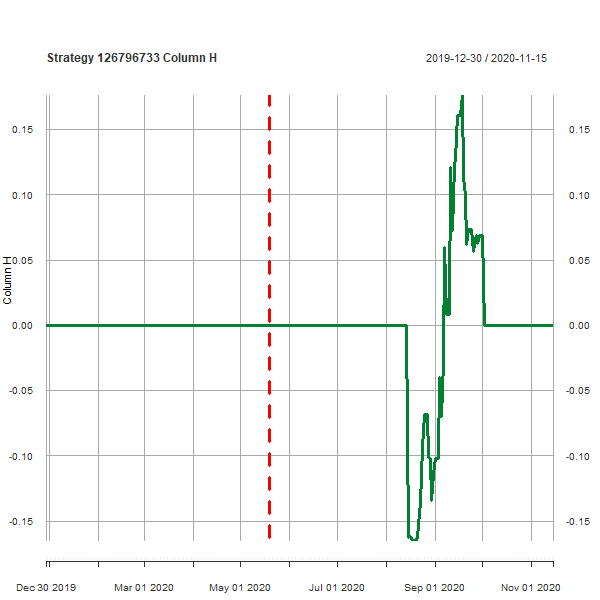 Strategy 126796733 Column H
2019-12-30 / 2020-11-15
Column H
0.15
0.10
0.05
0.00
-0.05
-0.10
-0.15
0.15
0.10
0.05
0.00
-0.05
-0.10
-0.15
Dec 30 2019
Mar 01 2020
May 01 2020
Jul 01 2020
Sep 01 2020
Nov 01 2020